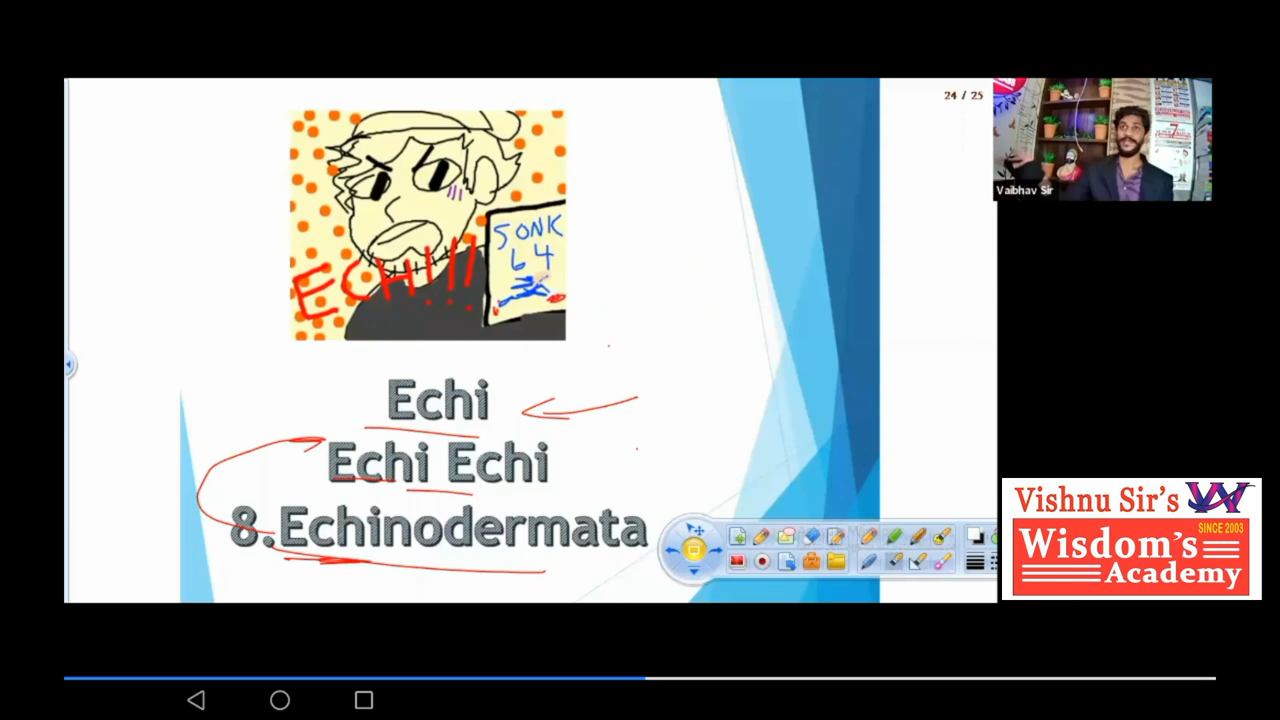 24 / 25
Vaibhav Sir
ECH!!!
SONK
64
Echi
Echi Echi
8.Echinodermata
Vishnu Sir's
SINCE 2003
Wisdom's
Academy